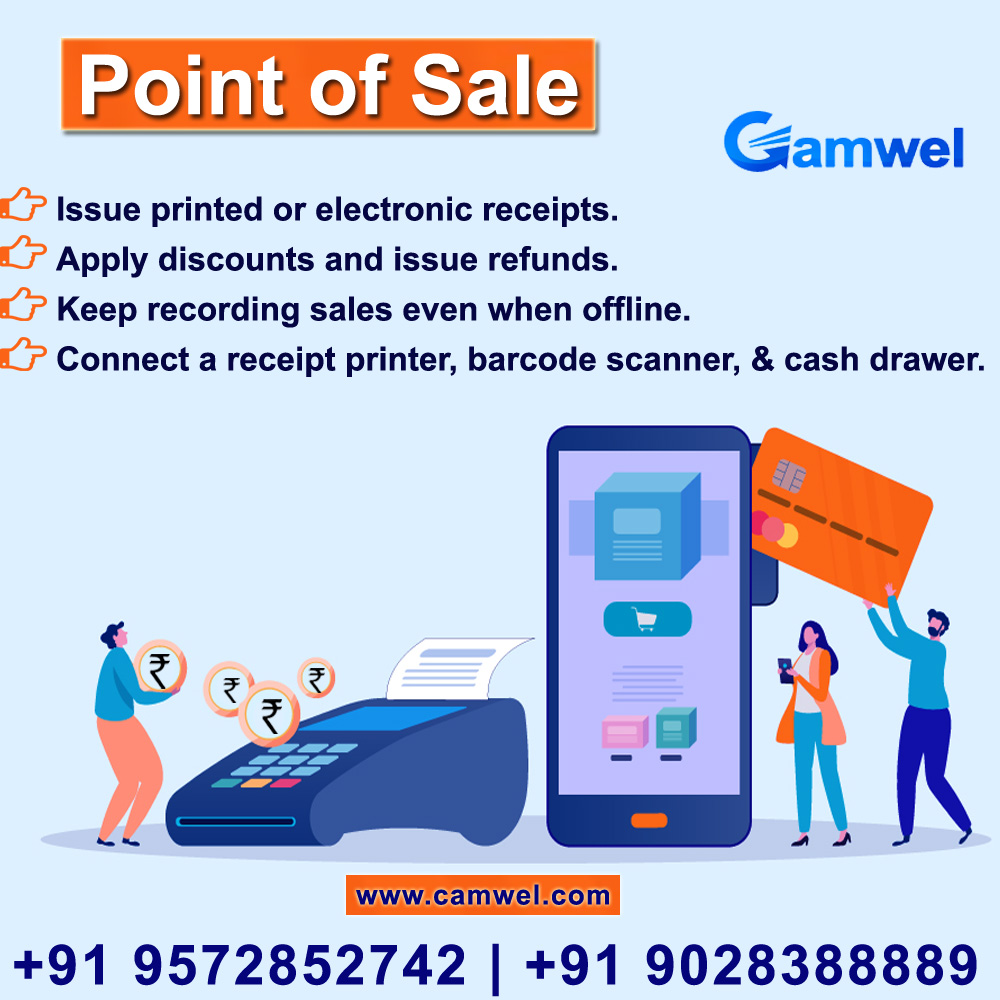 Point of Sale
Camwel
Issue printed or electronic receipts.
Apply discounts and issue refunds.
Keep recording sales even when offline.
Connect a receipt printer, barcode scanner, & cash drawer.
₹
₹
₹
₹
www.camwel.com
+91 9572852742 | +91 9028388889